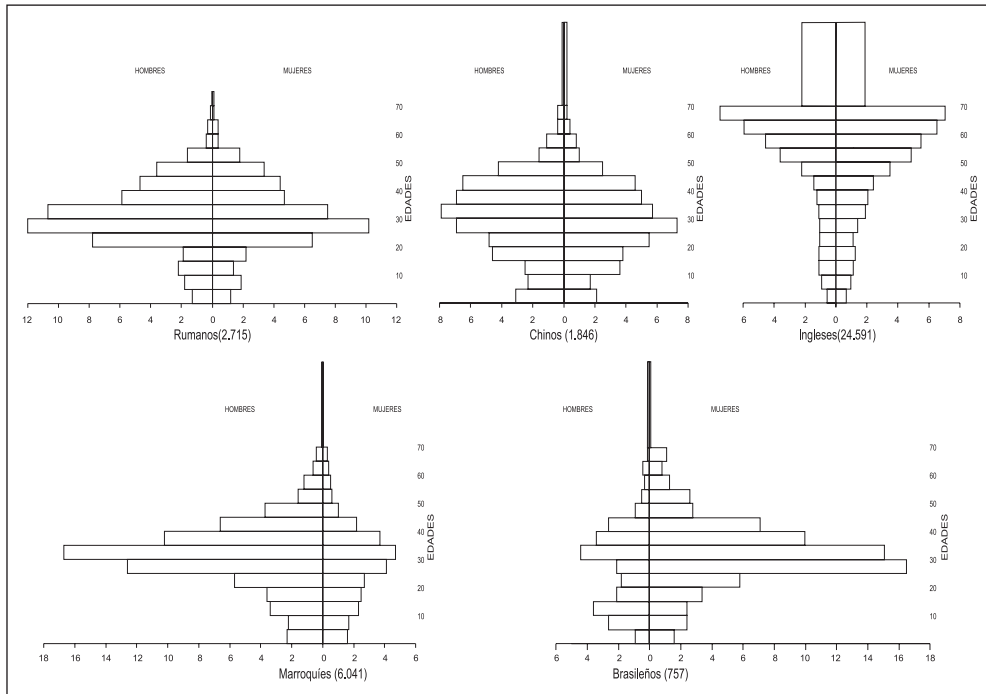 HOMBRES MUJERES
70
60
50
40
30
20
10
EDADES
12 10 8 6 4 2 0 2 4 6 8 10 12
Rumanos(2.715)
HOMBRES MUJERES
70
60
50
40
30
20
10
EDADES
8 6 4 2 0 2 4 6 8
Chinos (1.846)
HOMBRES MUJERES
70
60
50
40
30
20
10
EDADES
6 4 2 0 2 4 6 8
Ingleses(24.591)
HOMBRES MUJERES
70
60
50
40
30
20
10
EDADES
18 16 14 12 10 8 6 4 2 0 2 4 6
Marroquíes (6.041)
HOMBRES MUJERES
70
60
50
40
30
20
10
EDADES
6 4 2 0 2 4 6 8 10 12 14 16 18
Brasileños (757)